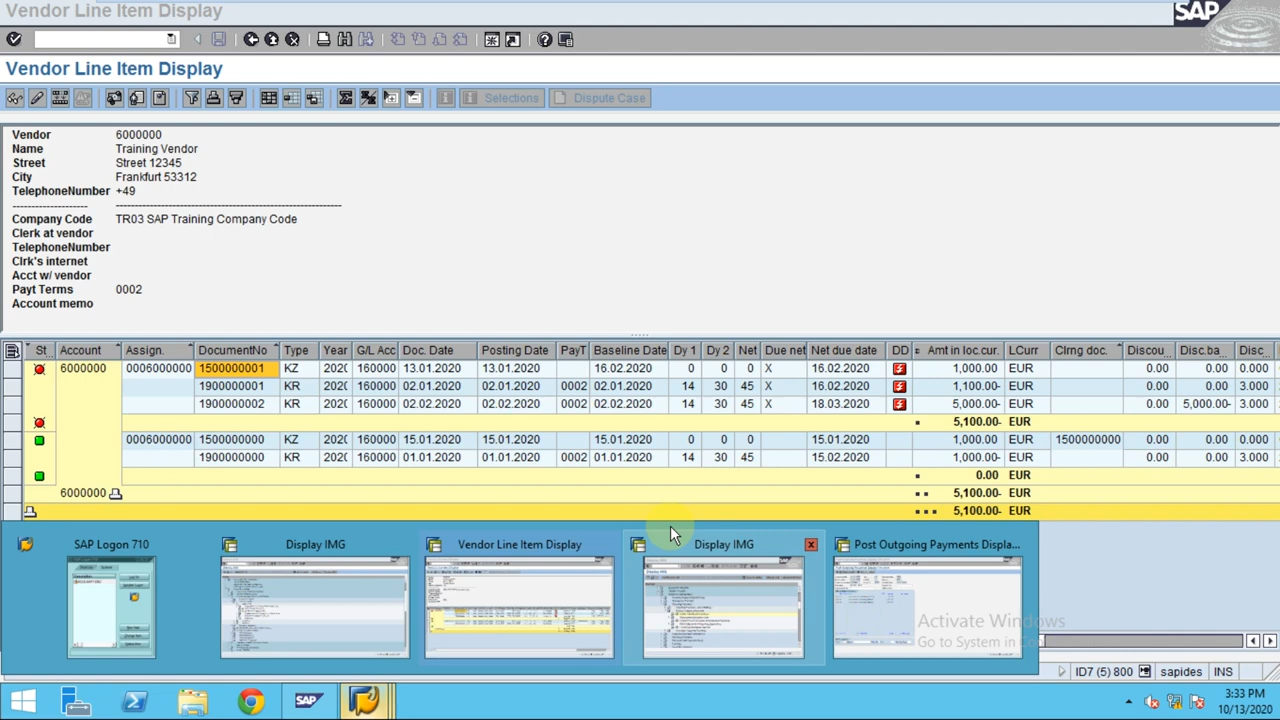 Vendor Line Item Display
SAP
Vendor Line Item Display
Selections Dispute Case
Vendor 6000000
Name Training Vendor
Street Street 12345
City Frankfurt 53312
TelephoneNumber +49
-------------------- ------------------------------------------------------------
Company Code TR03 SAP Training Company Code
Clerk at vendor
TelephoneNumber
Clrk's internet
Acct w/ vendor
Payt Terms 0002
Account memo
St... Account Assign. DocumentNo Type Year G/L Acc Doc. Date Posting Date PayT Baseline Date Dy 1 Dy 2 Net Due net Net due date DD Amt in loc.cur. LCurr Clrng doc. Discou... Disc.ba... Disc...
6000000 0006000000 1500000001 KZ 202( 160000 13.01.2020 13.01.2020 16.02.2020 0 0 0 X 16.02.2020 1,000.00 EUR 0.00 0.00 0.000
1900000001 KR 202( 160000 02.01.2020 02.01.2020 0002 02.01.2020 14 30 45 X 16.02.2020 1,100.00- EUR 0.00 0.00 3.000
1900000002 KR 202( 160000 02.02.2020 02.02.2020 0002 02.02.2020 14 30 45 X 18.03.2020 5,000.00- EUR 0.00 5,000.00- 3.000
5,100.00- EUR
0006000000 1500000000 KZ 202( 160000 15.01.2020 15.01.2020 15.01.2020 0 0 0 15.01.2020 1,000.00 EUR 1500000000 0.00 0.00 0.000
1900000000 KR 202( 160000 01.01.2020 01.01.2020 0002 01.01.2020 14 30 45 15.02.2020 1,000.00- EUR 0.00 0.00 3.000
0.00 EUR
6000000 5,100.00- EUR
5,100.00- EUR
SAP Logon 710 Display IMG Vendor Line Item Display Display IMG x Post Outgoing Payments Displa...
Activate Windows
Go to System in
ID7 (5) 800 sapides INS
SAP
3:33 PM
10/13/2020